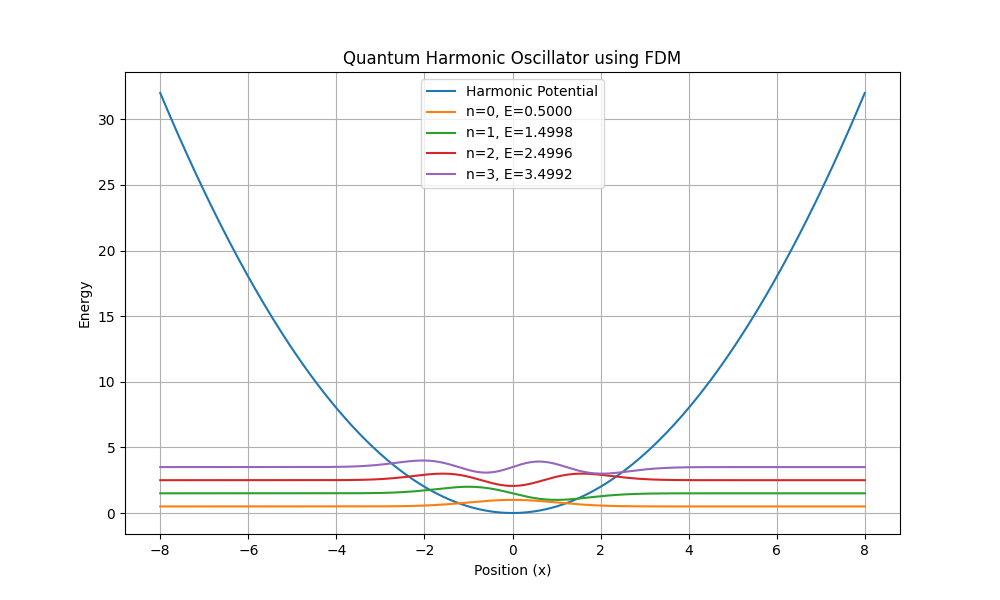 Quantum Harmonic Oscillator using FDM
Harmonic Potential
n=0, E=0.5000
n=1, E=1.4998
n=2, E=2.4996
n=3, E=3.4992
Energy
30
25
20
15
10
5
0
−8 −6 −4 −2 0 2 4 6 8
Position (x)